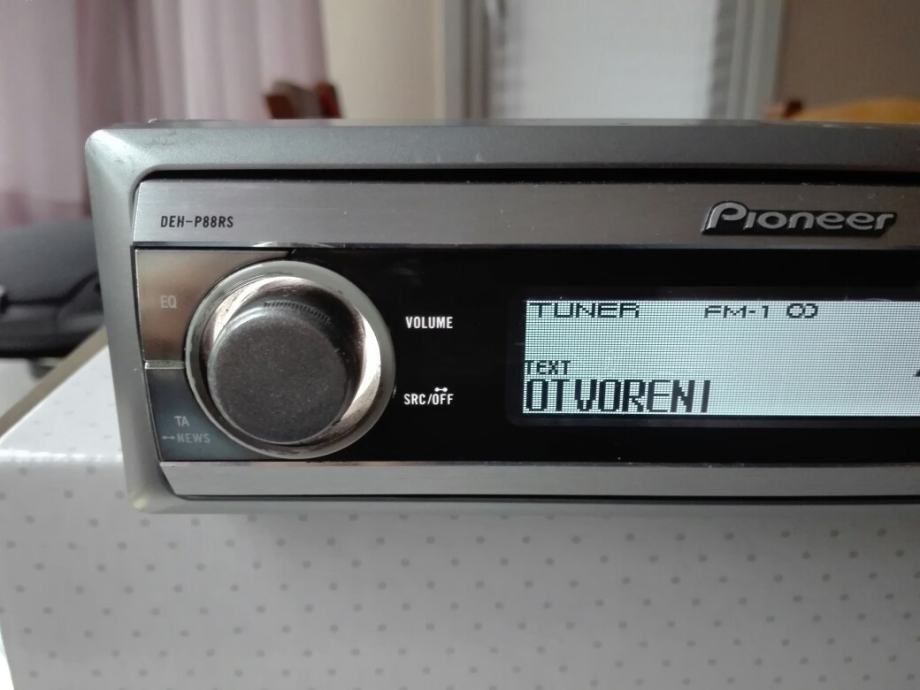 DEH-P88RS
Pioneer
EQ
VOLUME
SRC/OFF
TA
NEWS
TUNER FM-1
TEXT
OTVORENI